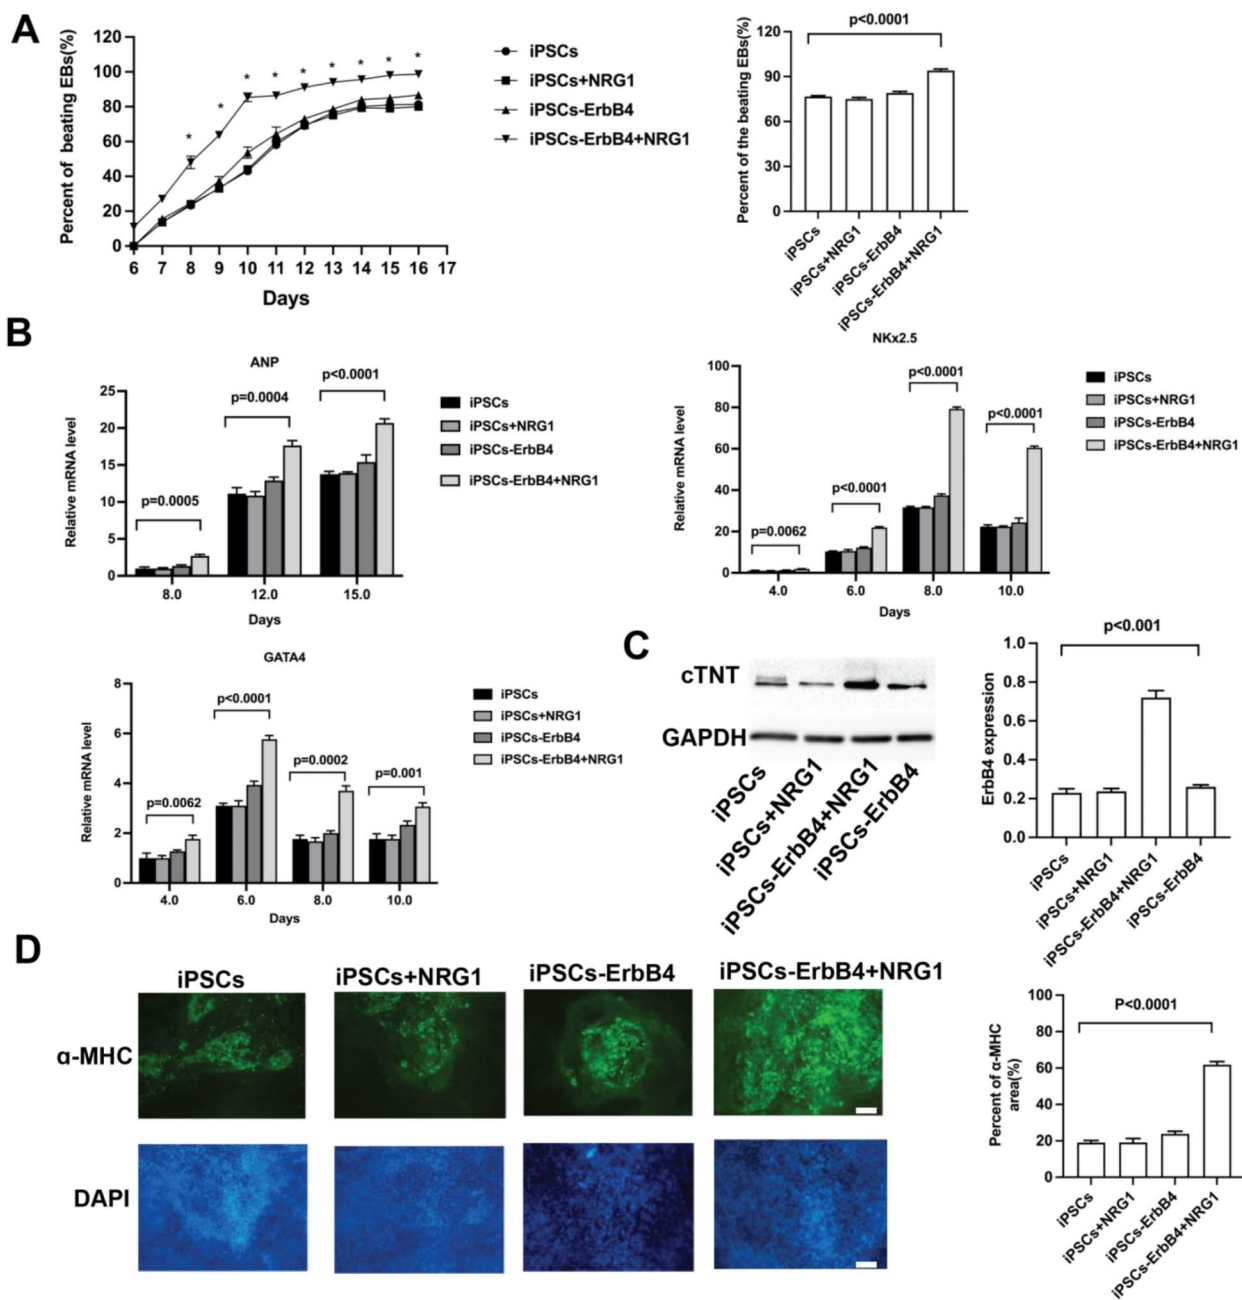 A
Percent of beating EBs(%)
120
100
80
60
40
20
0
* * * * * * * * *
6 7 8 9 10 11 12 13 14 15 16 17
Days
iPSCs
iPSCs+NRG1
iPSCs-ErbB4
iPSCs-ErbB4+NRG1
p<0.0001
Percent of the beating EBs(%)
120
90
60
30
0
iPSCs
iPSCs+NRG1
iPSCs-ErbB4
iPSCs-ErbB4+NRG1
B
ANP
Relative mRNA level
25
20
15
10
5
0
p=0.0005
p=0.0004
p<0.0001
8.0 12.0 15.0
Days
iPSCs
iPSCs+NRG1
iPSCs-ErbB4
iPSCs-ErbB4+NRG1
NKx2.5
Relative mRNA level
100
80
60
40
20
0
p=0.0062
p<0.0001
p<0.0001
p<0.0001
4.0 6.0 8.0 10.0
Days
iPSCs
iPSCs+NRG1
iPSCs-ErbB4
iPSCs-ErbB4+NRG1
GATA4
Relative mRNA level
8
6
4
2
0
p=0.0062
p<0.0001
p=0.0002
p=0.001
4.0 6.0 8.0 10.0
Days
iPSCs
iPSCs+NRG1
iPSCs-ErbB4
iPSCs-ErbB4+NRG1
C
cTNT
GAPDH
iPSCs
iPSCs+NRG1
iPSCs-ErbB4+NRG1
iPSCs-ErbB4
p<0.001
ErbB4 expression
1.0
0.8
0.6
0.4
0.2
0.0
iPSCs
iPSCs+NRG1
iPSCs-ErbB4+NRG1
iPSCs-ErbB4
D
iPSCs iPSCs+NRG1 iPSCs-ErbB4 iPSCs-ErbB4+NRG1
α-MHC
DAPI
P<0.0001
Percent of α-MHC
area(%)
100
80
60
40
20
0
iPSCs
iPSCs+NRG1
iPSCs-ErbB4
iPSCs-ErbB4+NRG1